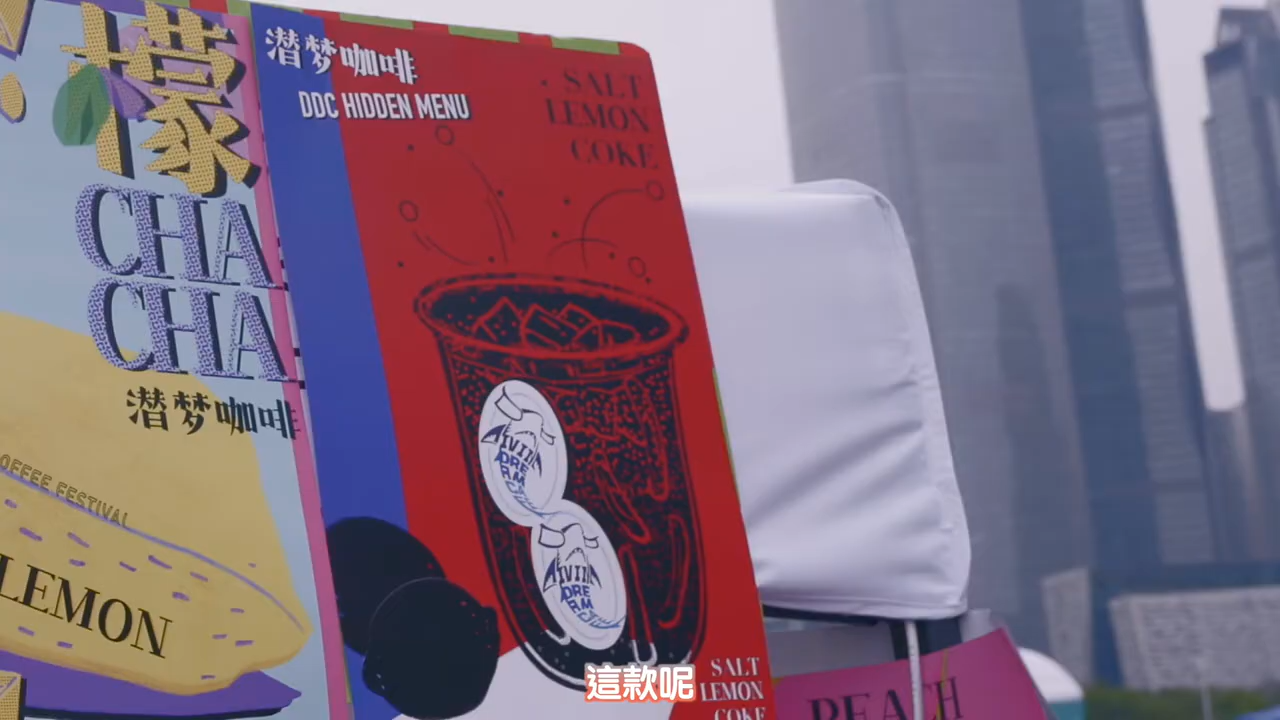 檬
CHA-
CHA-
潜梦咖啡
COFFEE FESTIVAL
LEMON
潜梦咖啡
DDC HIDDEN MENU
SALT
LEMON
COKE
SALT
LEMON
COKE
PEACH
這款呢